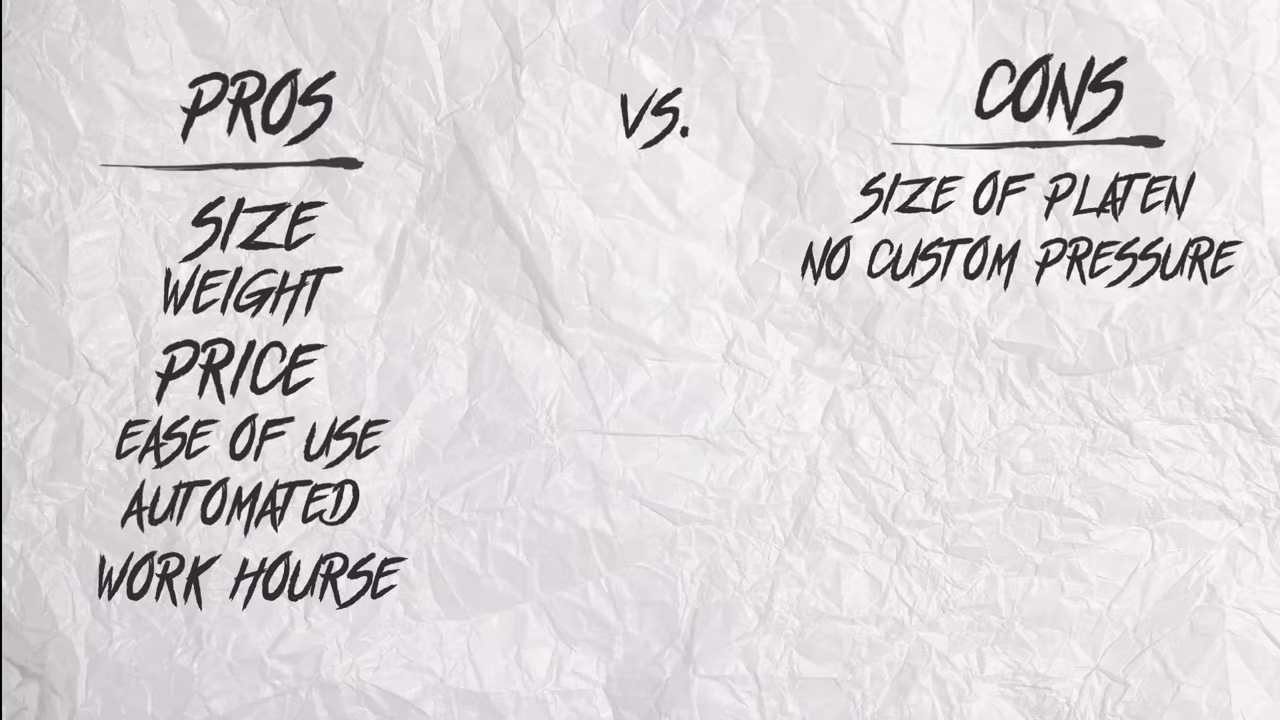 PROS
VS.
CONS
SIZE
WEIGHT
PRICE
EASE OF USE
AUTOMATED
WORK HOURSE
SIZE OF PLATEN
NO CUSTOM PRESSURE